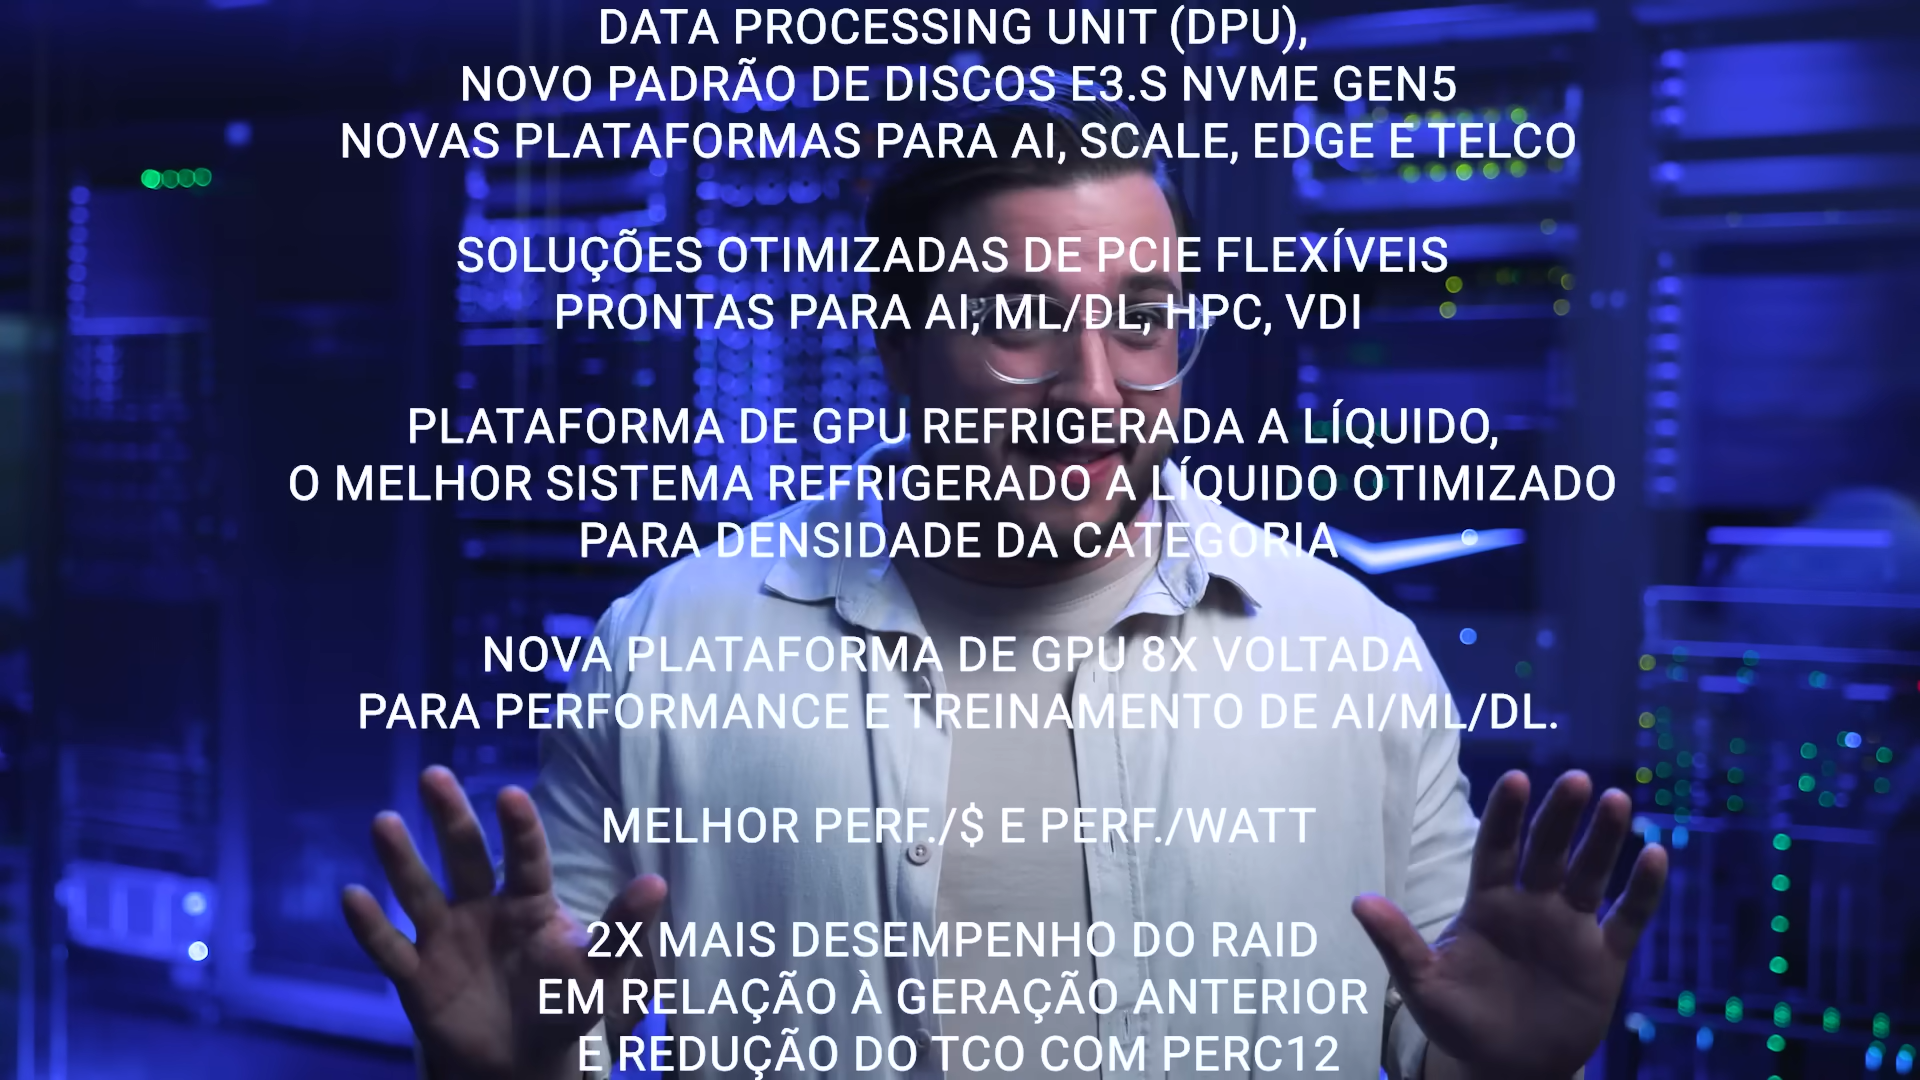 DATA PROCESSING UNIT (DPU),
NOVO PADRÃO DE DISCOS E3.S NVME GEN5
NOVAS PLATAFORMAS PARA AI, SCALE, EDGE E TELCO
SOLUÇÕES OTIMIZADAS DE PCIE FLEXÍVEIS
PRONTAS PARA AI, ML/DL, HPC, VDI
PLATAFORMA DE GPU REFRIGERADA A LÍQUIDO,
O MELHOR SISTEMA REFRIGERADO A LÍQUIDO OTIMIZADO
PARA DENSIDADE DA CATEGORIA
NOVA PLATAFORMA DE GPU 8X VOLTADA
PARA PERFORMANCE E TREINAMENTO DE AI/ML/DL.
MELHOR PERF./$ E PERF./WATT
2X MAIS DESEMPENHO DO RAID
EM RELAÇÃO À GERAÇÃO ANTERIOR
E REDUÇÃO DO TCO COM PERC12